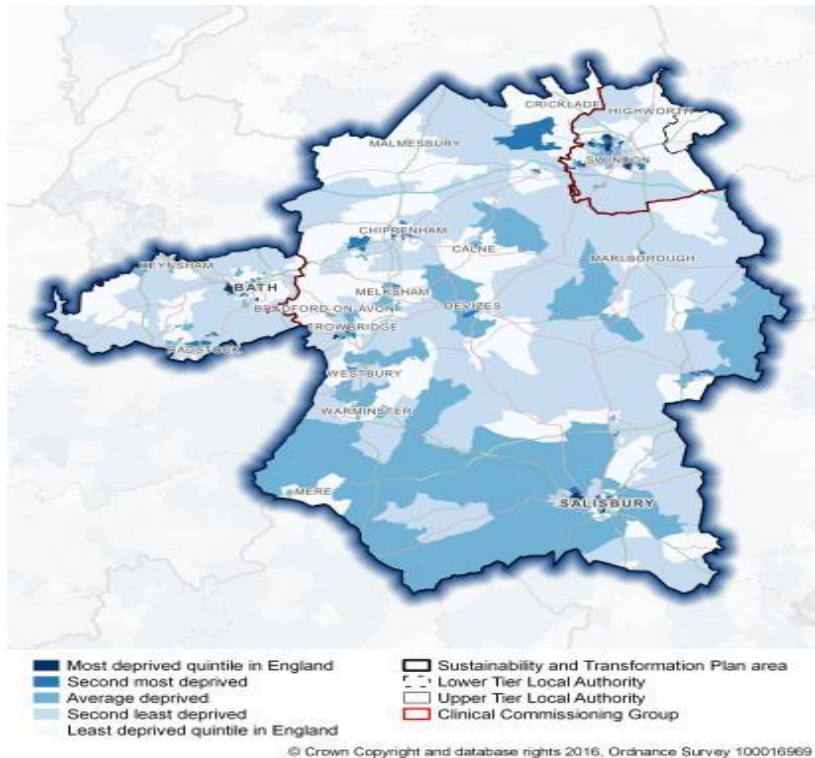 CRICKLADE
HIGHWORTH
MALMESBURY
SWINDON
CHIPPENHAM
CALNE
KEYNSHAM
MARLBOROUGH
BATH
MELKSHAM
BRADFORD-ON-AVON
DEVIZES
TROWBRIDGE
RADSTOCK
WESTBURY
WARMINSTER
MERE
SALISBURY
Most deprived quintile in England
Second most deprived
Average deprived
Second least deprived
Least deprived quintile in England
Sustainability and Transformation Plan area
Lower Tier Local Authority
Upper Tier Local Authority
Clinical Commissioning Group
© Crown Copyright and database rights 2016, Ordnance Survey 100016969